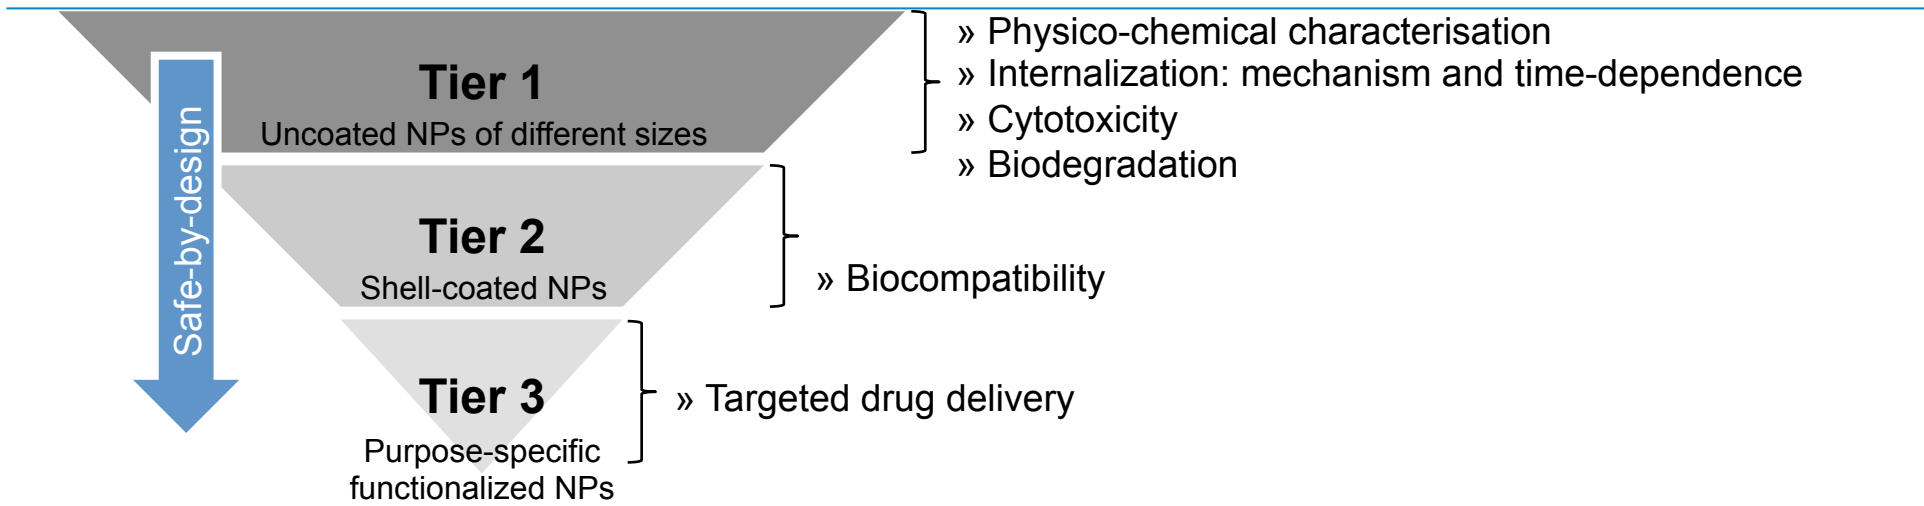 Safe-by-design
Tier 1
Uncoated NPs of different sizes
» Physico-chemical characterisation
» Internalization: mechanism and time-dependence
» Cytotoxicity
» Biodegradation
Tier 2
Shell-coated NPs
» Biocompatibility
Tier 3
Purpose-specific
functionalized NPs
» Targeted drug delivery